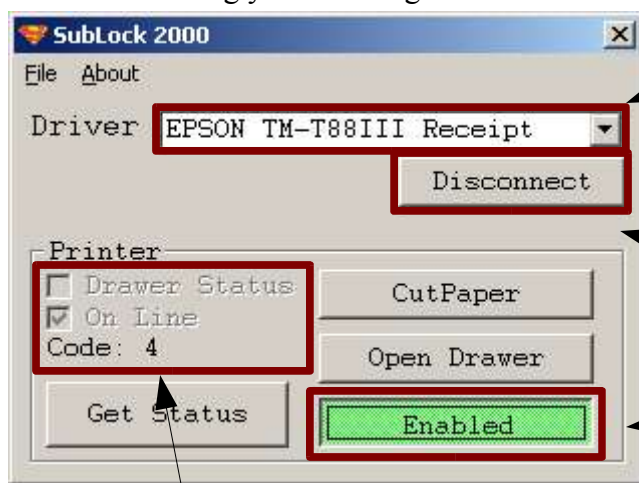 SubLock 2000
File About
Driver EPSON TM-T88III Receipt
Disconnect
Printer
Drawer Status
On Line
Code: 4
CutPaper
Open Drawer
Get Status
Enabled